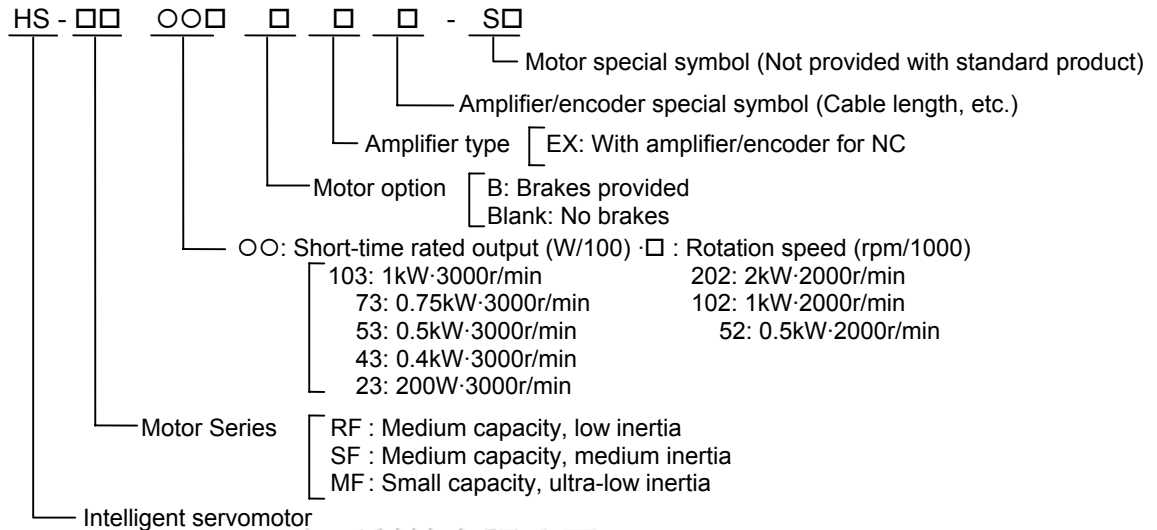 HS - □□ ○○□ □ □ □ - S□
Motor special symbol (Not provided with standard product)
Amplifier/encoder special symbol (Cable length, etc.)
Amplifier type EX: With amplifier/encoder for NC
Motor option B: Brakes provided
Blank: No brakes
○○: Short-time rated output (W/100) ·□ : Rotation speed (rpm/1000)
103: 1kW·3000r/min 202: 2kW·2000r/min
73: 0.75kW·3000r/min 102: 1kW·2000r/min
53: 0.5kW·3000r/min 52: 0.5kW·2000r/min
43: 0.4kW·3000r/min
23: 200W·3000r/min
Motor Series RF : Medium capacity, low inertia
SF : Medium capacity, medium inertia
MF : Small capacity, ultra-low inertia
Intelligent servomotor